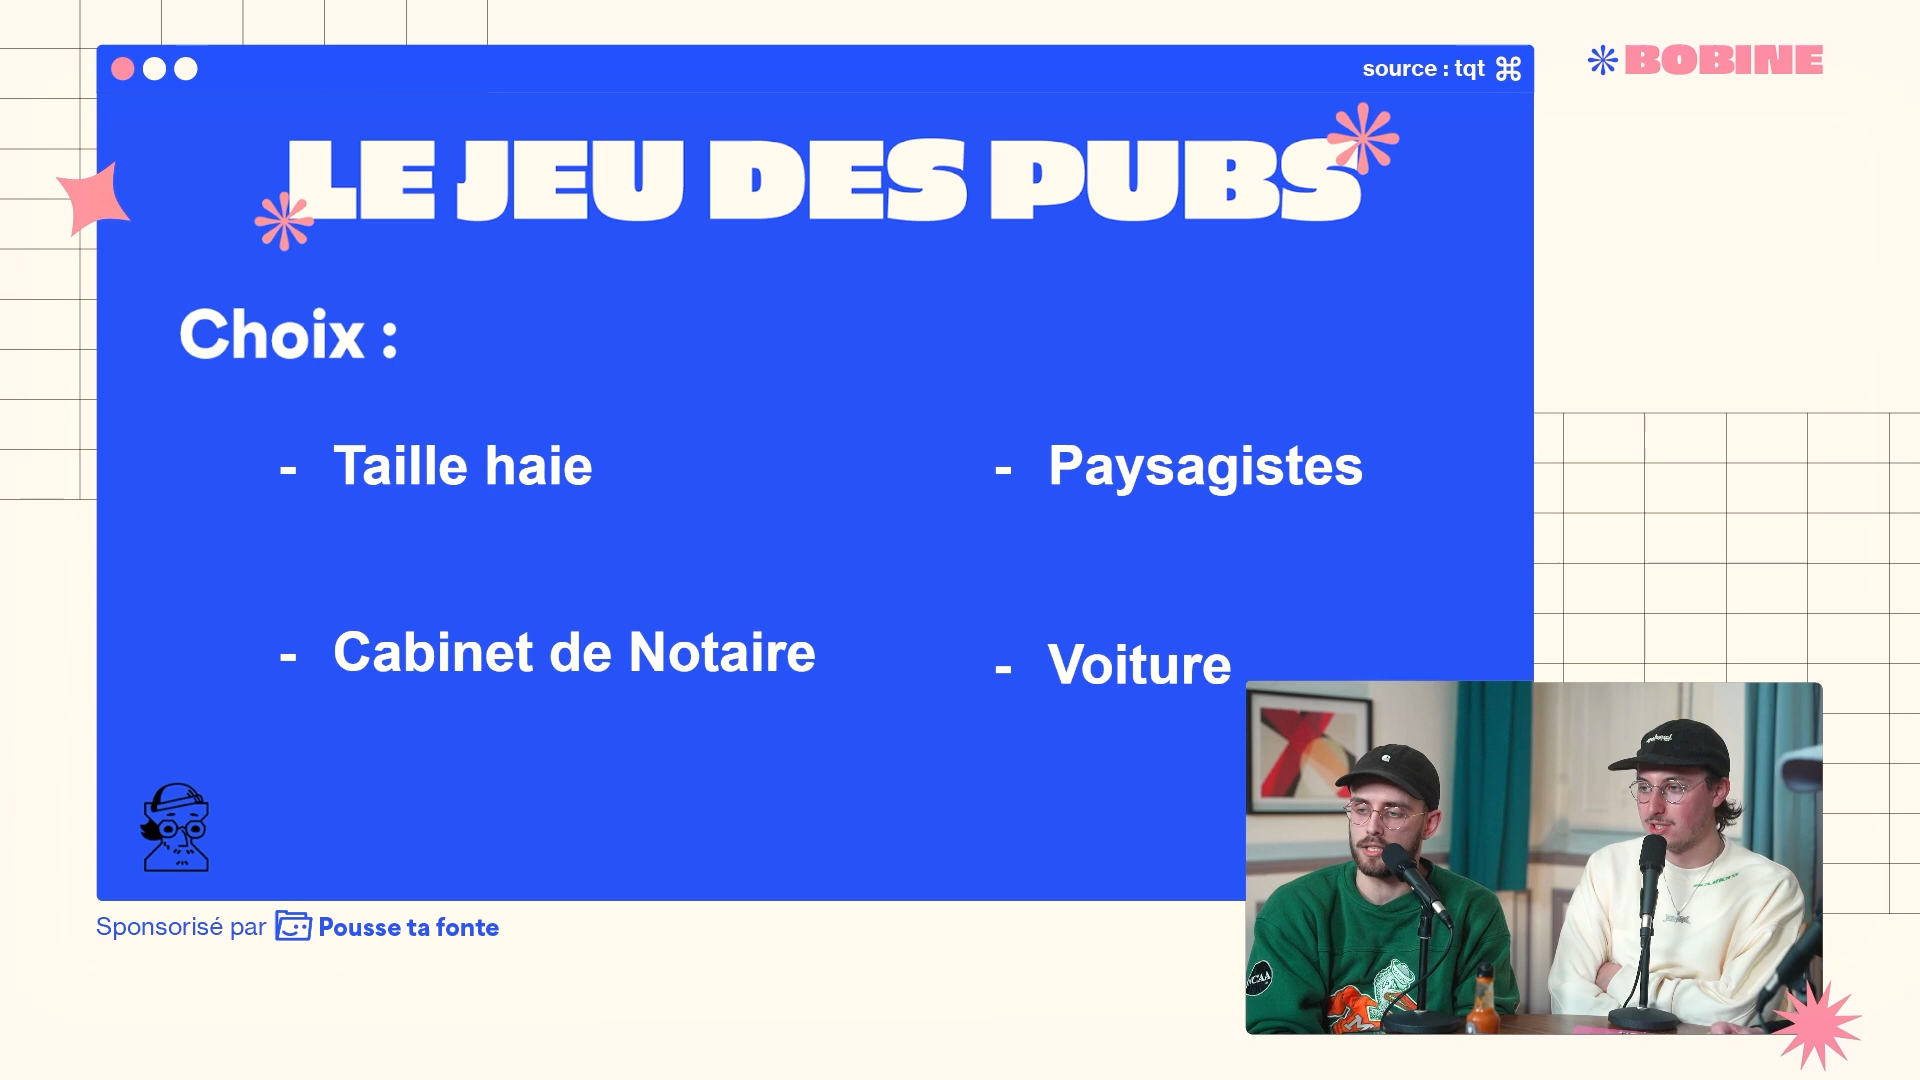 source : tqt
BOBINE
LE JEU DES PUBS
Choix :
- Taille haie
- Paysagistes
- Cabinet de Notaire
- Voiture
Sponsorisé par Pousse ta fonte
NCAA
M